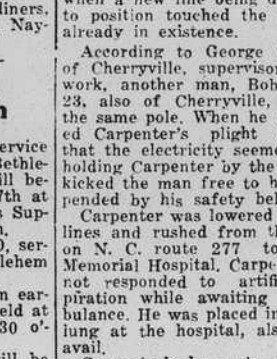 when a new line being
to position touched the
already in existence.
According to George
of Cherryville, supervisor
work, another man, Bob
23, also of Cherryville,
the same pole. When he
ed Carpenter's plight
that the electricity seeme
holding Carpenter by the
kicked the man free to h
pended by his safety bel
Carpenter was lowered
lines and rushed from th
on N. C. route 277 to
Memorial Hospital. Carpe
not responded to artifi
piration while awaiting
bulance. He was placed in
lung at the hospital, als
avail.
liners.
Nay-
ervice
Bethle-
ill be-
7th at
s Sup-
n.
0, ser-
hlehem
n ear-
eld at
30 o'-
ill be